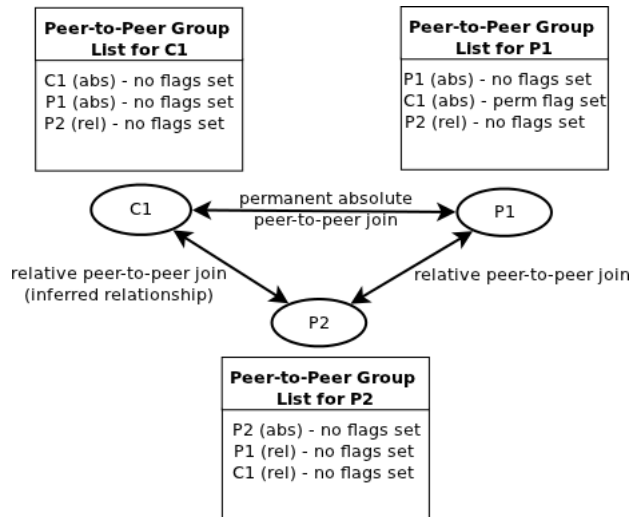 Peer-to-Peer Group
List for C1
C1 (abs) - no flags set
P1 (abs) - no flags set
P2 (rel) - no flags set
Peer-to-Peer Group
List for P1
P1 (abs) - no flags set
C1 (abs) - perm flag set
P2 (rel) - no flags set
C1
permanent absolute
peer-to-peer join
P1
relative peer-to-peer join
(inferred relationship)
relative peer-to-peer join
P2
Peer-to-Peer Group
List for P2
P2 (abs) - no flags set
P1 (rel) - no flags set
C1 (rel) - no flags set